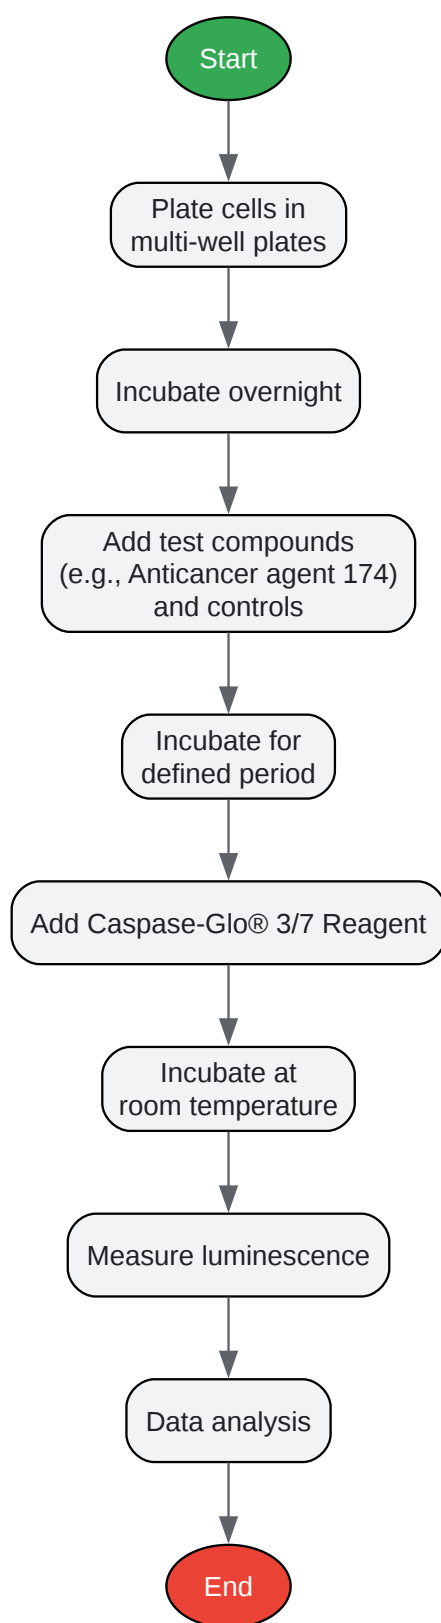 Start
Plate cells in
multi-well plates
Incubate overnight
Add test compounds
(e.g., Anticancer agent 174)
and controls
Incubate for
defined period
Add Caspase-Glo® 3/7 Reagent
Incubate at
room temperature
Measure luminescence
Data analysis
End